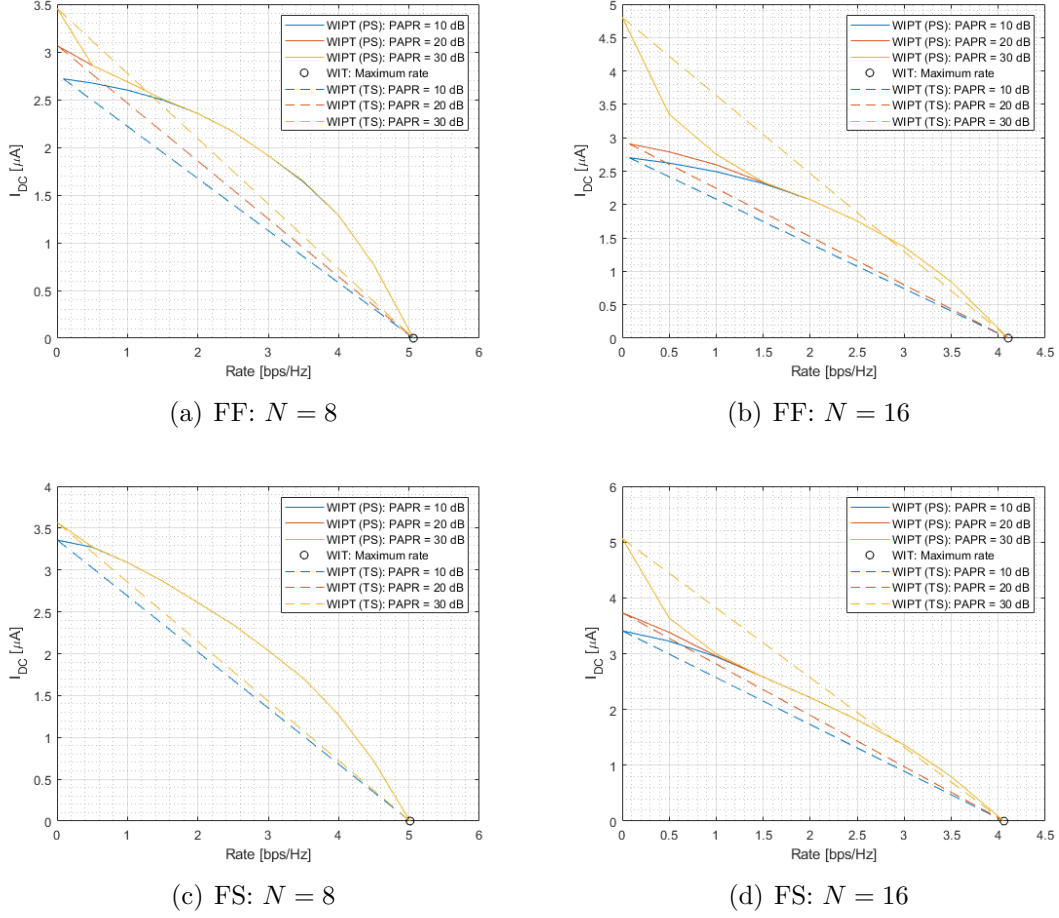 3.5
3
2.5
2
1.5
1
0.5
0
I_DC [μA]
0 1 2 3 4 5 6
Rate [bps/Hz]
WIPT (PS): PAPR = 10 dB
WIPT (PS): PAPR = 20 dB
WIPT (PS): PAPR = 30 dB
WIT: Maximum rate
WIPT (TS): PAPR = 10 dB
WIPT (TS): PAPR = 20 dB
WIPT (TS): PAPR = 30 dB
(a) FF: N = 8
5
4.5
4
3.5
3
2.5
2
1.5
1
0.5
0
I_DC [μA]
0 0.5 1 1.5 2 2.5 3 3.5 4 4.5
Rate [bps/Hz]
WIPT (PS): PAPR = 10 dB
WIPT (PS): PAPR = 20 dB
WIPT (PS): PAPR = 30 dB
WIT: Maximum rate
WIPT (TS): PAPR = 10 dB
WIPT (TS): PAPR = 20 dB
WIPT (TS): PAPR = 30 dB
(b) FF: N = 16
4
3.5
3
2.5
2
1.5
1
0.5
0
I_DC [μA]
0 1 2 3 4 5 6
Rate [bps/Hz]
WIPT (PS): PAPR = 10 dB
WIPT (PS): PAPR = 20 dB
WIPT (PS): PAPR = 30 dB
WIT: Maximum rate
WIPT (TS): PAPR = 10 dB
WIPT (TS): PAPR = 20 dB
WIPT (TS): PAPR = 30 dB
(c) FS: N = 8
6
5
4
3
2
1
0
I_DC [μA]
0 0.5 1 1.5 2 2.5 3 3.5 4 4.5
Rate [bps/Hz]
WIPT (PS): PAPR = 10 dB
WIPT (PS): PAPR = 20 dB
WIPT (PS): PAPR = 30 dB
WIT: Maximum rate
WIPT (TS): PAPR = 10 dB
WIPT (TS): PAPR = 20 dB
WIPT (TS): PAPR = 30 dB
(d) FS: N = 16